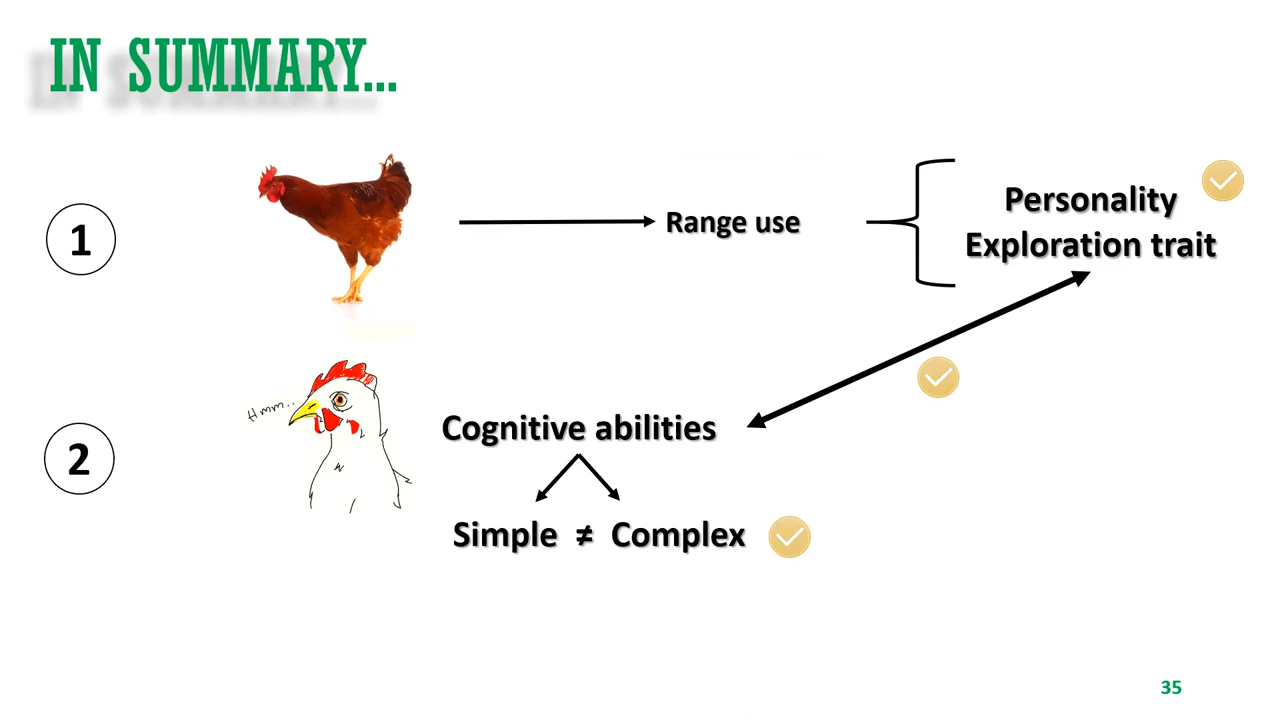 IN SUMMARY...
1
Range use
Personality
Exploration trait
Hmm..
2
Cognitive abilities
Simple ≠ Complex
35